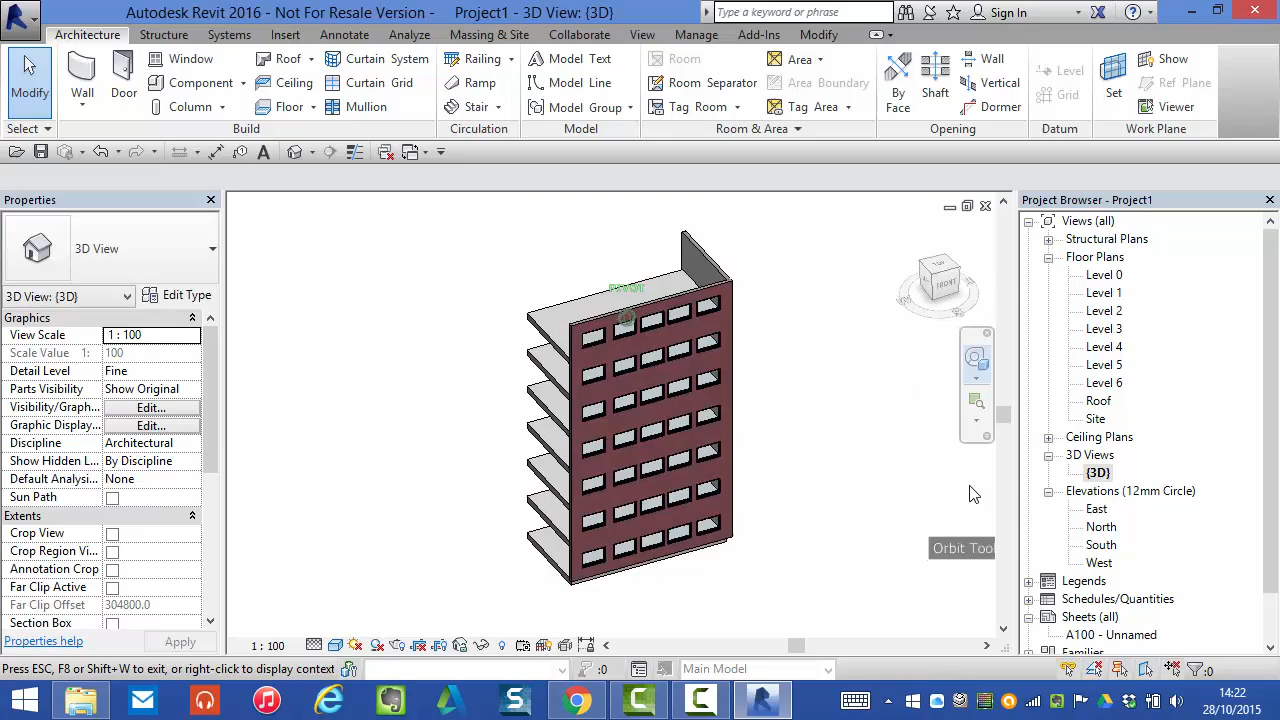 Autodesk Revit 2016 - Not For Resale Version - Project1 - 3D View: {3D}
Type a keyword or phrase
Sign In
Architecture Structure Systems Insert Annotate Analyze Massing & Site Collaborate View Manage Add-Ins Modify
Modify
Wall
Door
Window
Component
Column
Roof
Ceiling
Floor
Curtain System
Curtain Grid
Mullion
Railing
Ramp
Stair
Model Text
Model Line
Model Group
Room
Room Separator
Tag Room
Area
Area Boundary
Tag Area
By
Face
Shaft
Wall
Vertical
Dormer
Level
Grid
Set
Show
Ref Plane
Viewer
Select Build Circulation Model Room & Area Opening Datum Work Plane
Properties
3D View
3D View: {3D}
Edit Type
Graphics
View Scale 1 : 100
Scale Value 1: 100
Detail Level Fine
Parts Visibility Show Original
Visibility/Graph... Edit...
Graphic Display... Edit...
Discipline Architectural
Show Hidden L... By Discipline
Default Analysi... None
Sun Path
Extents
Crop View
Crop Region Vi...
Annotation Crop
Far Clip Active
Far Clip Offset 304800.0
Section Box
Properties help
Apply
PIVOT
TOP
FRONT
Orbit Tool
1 : 100
Project Browser - Project1
Views (all)
Structural Plans
Floor Plans
Level 0
Level 1
Level 2
Level 3
Level 4
Level 5
Level 6
Roof
Site
Ceiling Plans
3D Views
{3D}
Elevations (12mm Circle)
East
North
South
West
Legends
Schedules/Quantities
Sheets (all)
A100 - Unnamed
Families
Press ESC, F8 or Shift+W to exit, or right-click to display context
:0
Main Model
:0
14:22
28/10/2015